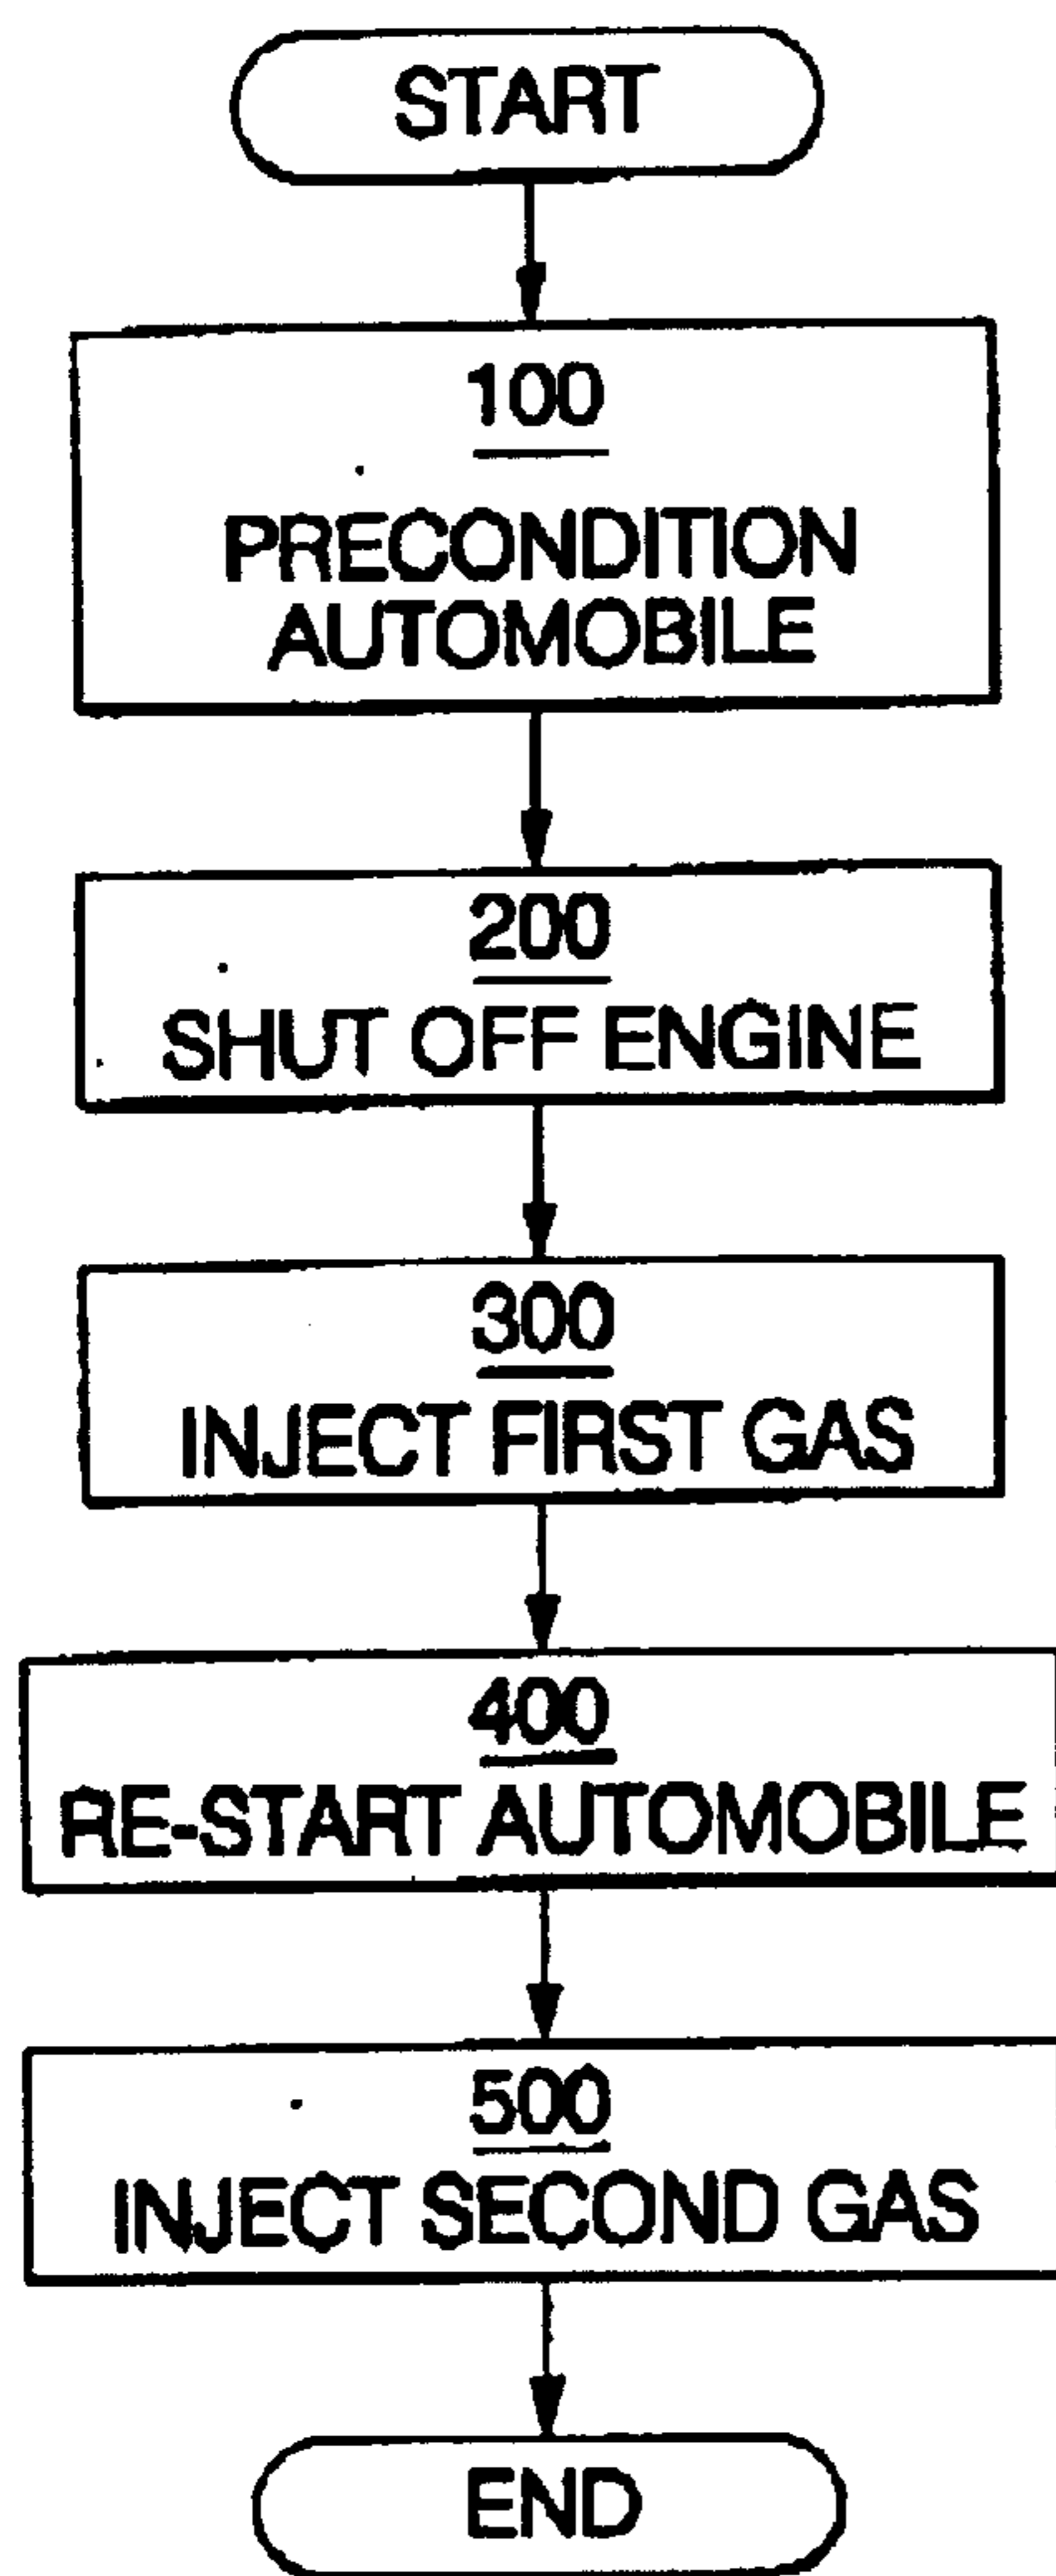 START
100
PRECONDITION
AUTOMOBILE
200
SHUT OFF ENGINE
300
INJECT FIRST GAS
400
RE-START AUTOMOBILE
500
INJECT SECOND GAS
END